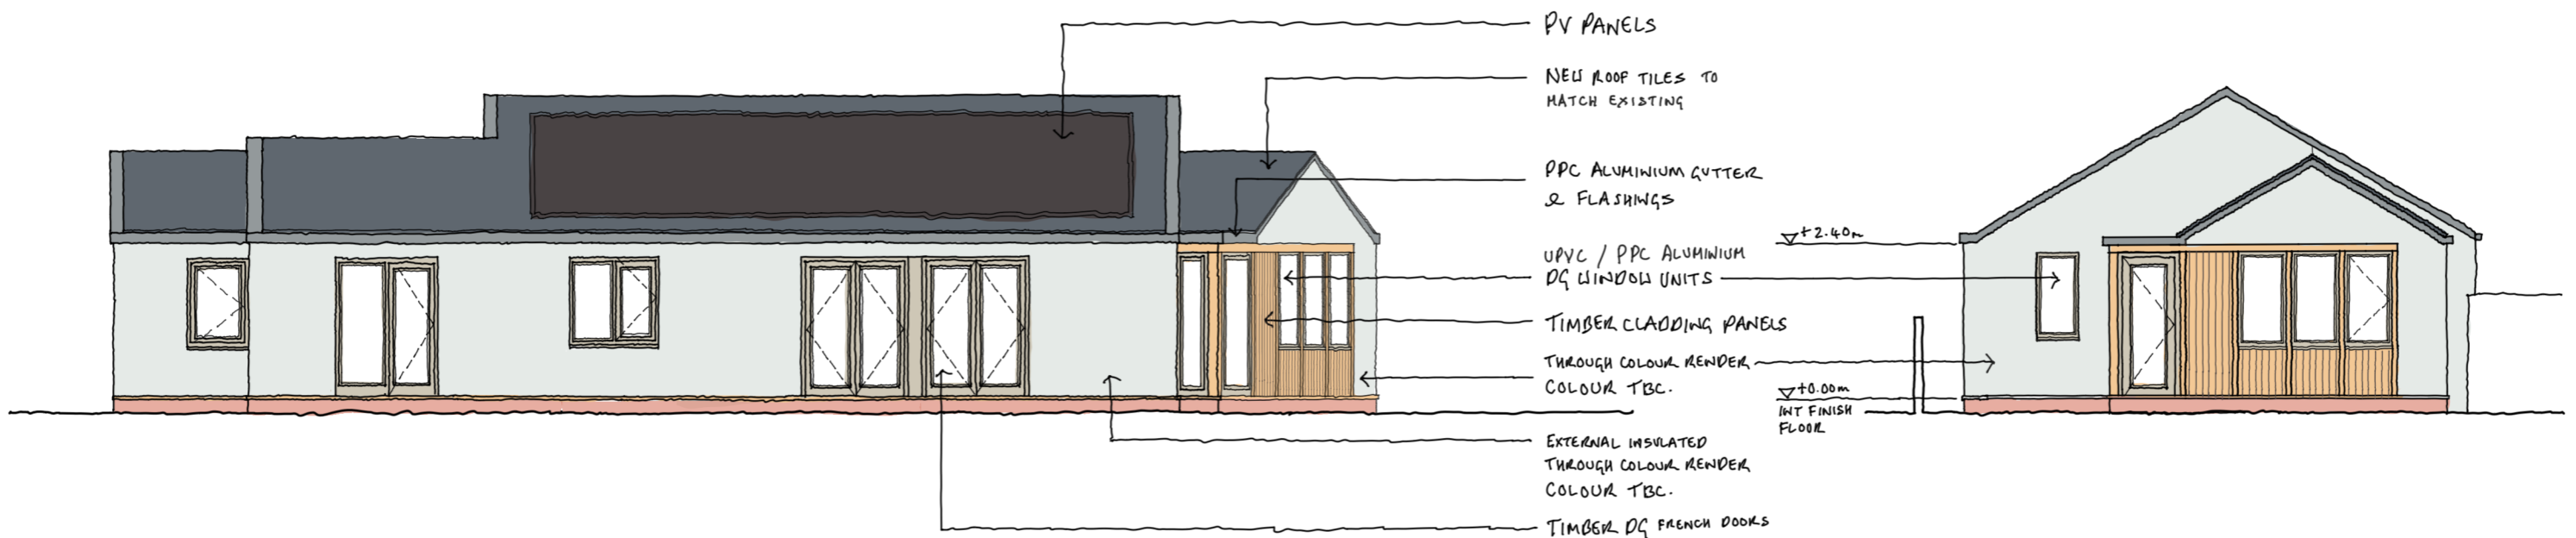 PV PANELS
NEW ROOF TILES TO
MATCH EXISTING
PPC ALUMINIUM GUTTER
& FLASHINGS
UPVC / PPC ALUMINIUM
DG WINDOW UNITS
TIMBER CLADDING PANELS
THROUGH COLOUR RENDER
COLOUR TBC.
EXTERNAL INSULATED
THROUGH COLOUR RENDER
COLOUR TBC.
TIMBER DG FRENCH DOORS
+2.40m
+0.00m
INT FINISH
FLOOR